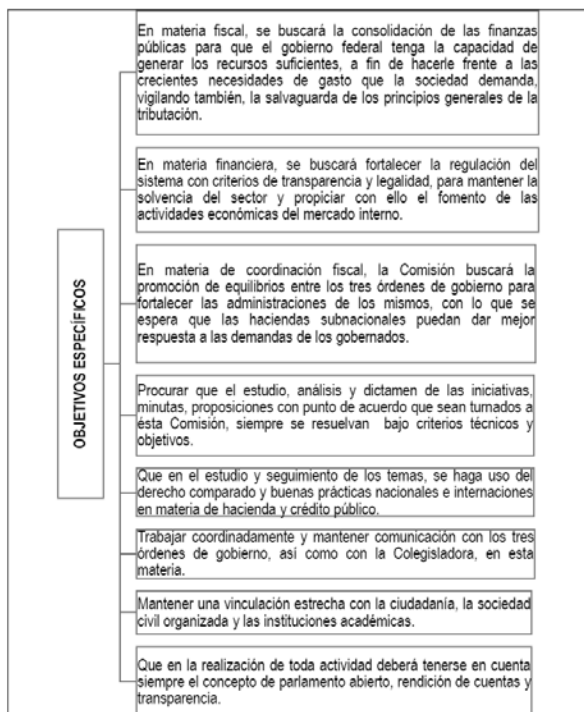 En materia fiscal, se buscará la consolidación de las finanzas
públicas para que el gobierno federal tenga la capacidad de
generar los recursos suficientes, a fin de hacerle frente a las
crecientes necesidades de gasto que la sociedad demanda,
vigilando también, la salvaguarda de los principios generales de la
tributación.
En materia financiera, se buscará fortalecer la regulación del
sistema con criterios de transparencia y legalidad, para mantener la
solvencia del sector y propiciar con ello el fomento de las
actividades económicas del mercado interno.
OBJETIVOS ESPECÍFICOS
En materia de coordinación fiscal, la Comisión buscará la
promoción de equilibrios entre los tres órdenes de gobierno para
fortalecer las administraciones de los mismos, con lo que se
espera que las haciendas subnacionales puedan dar mejor
respuesta a las demandas de los gobernados.
Procurar que el estudio, análisis y dictamen de las iniciativas,
minutas, proposiciones con punto de acuerdo que sean turnados a
ésta Comisión, siempre se resuelvan bajo criterios técnicos y
objetivos.
Que en el estudio y seguimiento de los temas, se haga uso del
derecho comparado y buenas prácticas nacionales e internaciones
en materia de hacienda y crédito público.
Trabajar coordinadamente y mantener comunicación con los tres
órdenes de gobierno, así como con la Colegisladora, en esta
materia.
Mantener una vinculación estrecha con la ciudadanía, la sociedad
civil organizada y las instituciones académicas.
Que en la realización de toda actividad deberá tenerse en cuenta
siempre el concepto de parlamento abierto, rendición de cuentas y
transparencia.